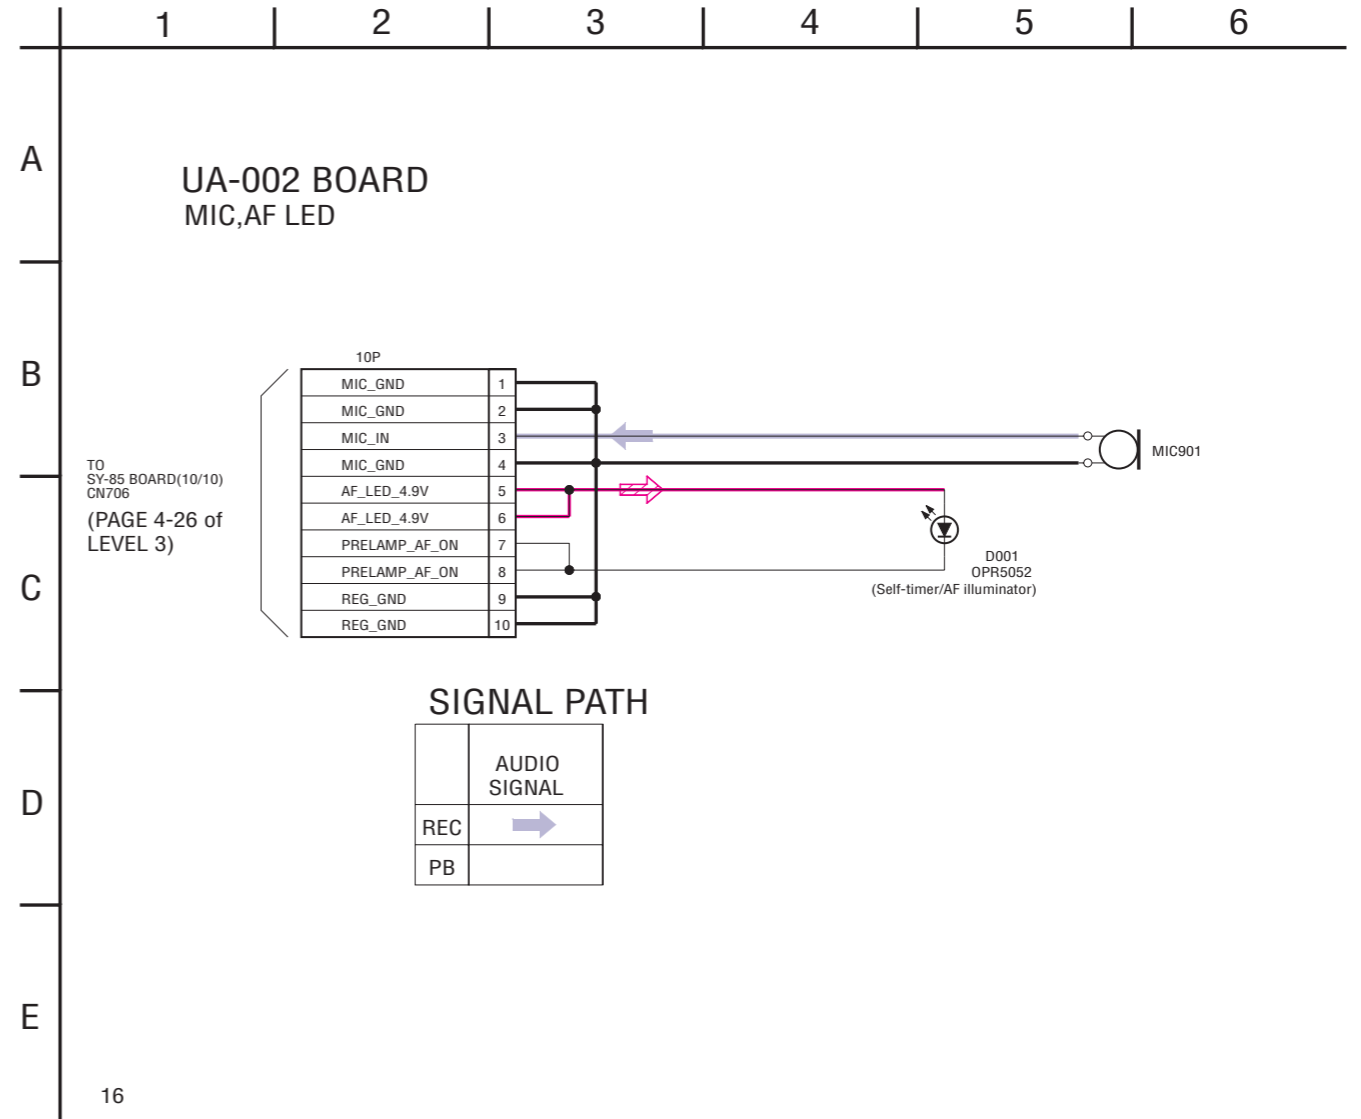 1 2 3 4 5 6
A
UA-002 BOARD
MIC,AF LED
B
10P
MIC_GND 1
MIC_GND 2
MIC_IN 3
MIC_GND 4
AF_LED_4.9V 5
AF_LED_4.9V 6
PRELAMP_AF_ON 7
PRELAMP_AF_ON 8
REG_GND 9
REG_GND 10
TO
SY-85 BOARD(10/10)
CN706
(PAGE 4-26 of
LEVEL 3)
MIC901
C
D001
OPR5052
(Self-timer/AF illuminator)
SIGNAL PATH
AUDIO
SIGNAL
REC
PB
D
E
16